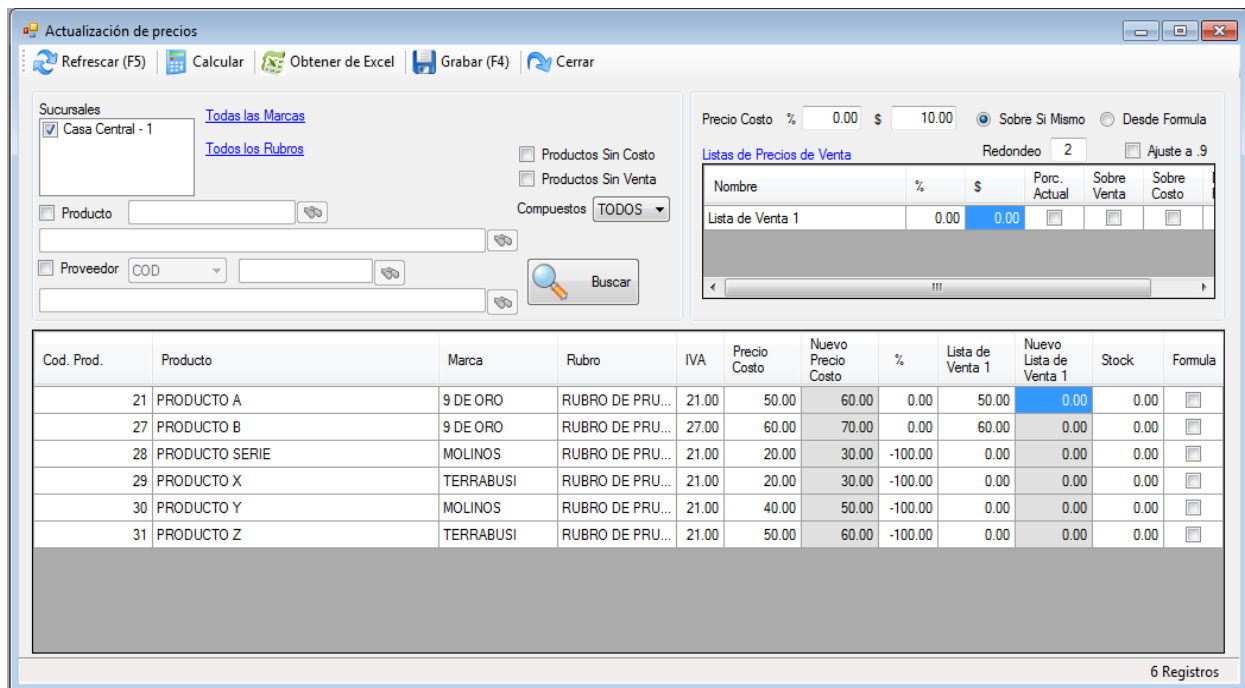 Actualización de precios
Refrescar (F5) Calcular Obtener de Excel Grabar (F4) Cerrar
Sucursales
Casa Central - 1
Todas las Marcas
Todos los Rubros
Productos Sin Costo
Productos Sin Venta
Producto
Compuestos TODOS
Proveedor COD
Buscar
Precio Costo % 0.00 $ 10.00 Sobre Si Mismo Desde Formula
Listas de Precios de Venta Redondeo 2 Ajuste a .9
Nombre % $ Porc. Actual Sobre Venta Sobre Costo
Lista de Venta 1 0.00 0.00
Cod. Prod. Producto Marca Rubro IVA Precio Costo Nuevo Precio Costo % Lista de Venta 1 Nuevo Lista de Venta 1 Stock Formula
21 PRODUCTO A 9 DE ORO RUBRO DE PRU... 21.00 50.00 60.00 0.00 50.00 0.00 0.00
27 PRODUCTO B 9 DE ORO RUBRO DE PRU... 27.00 60.00 70.00 0.00 60.00 0.00 0.00
28 PRODUCTO SERIE MOLINOS RUBRO DE PRU... 21.00 20.00 30.00 -100.00 0.00 0.00 0.00
29 PRODUCTO X TERRABUSI RUBRO DE PRU... 21.00 20.00 30.00 -100.00 0.00 0.00 0.00
30 PRODUCTO Y MOLINOS RUBRO DE PRU... 21.00 40.00 50.00 -100.00 0.00 0.00 0.00
31 PRODUCTO Z TERRABUSI RUBRO DE PRU... 21.00 50.00 60.00 -100.00 0.00 0.00 0.00
6 Registros